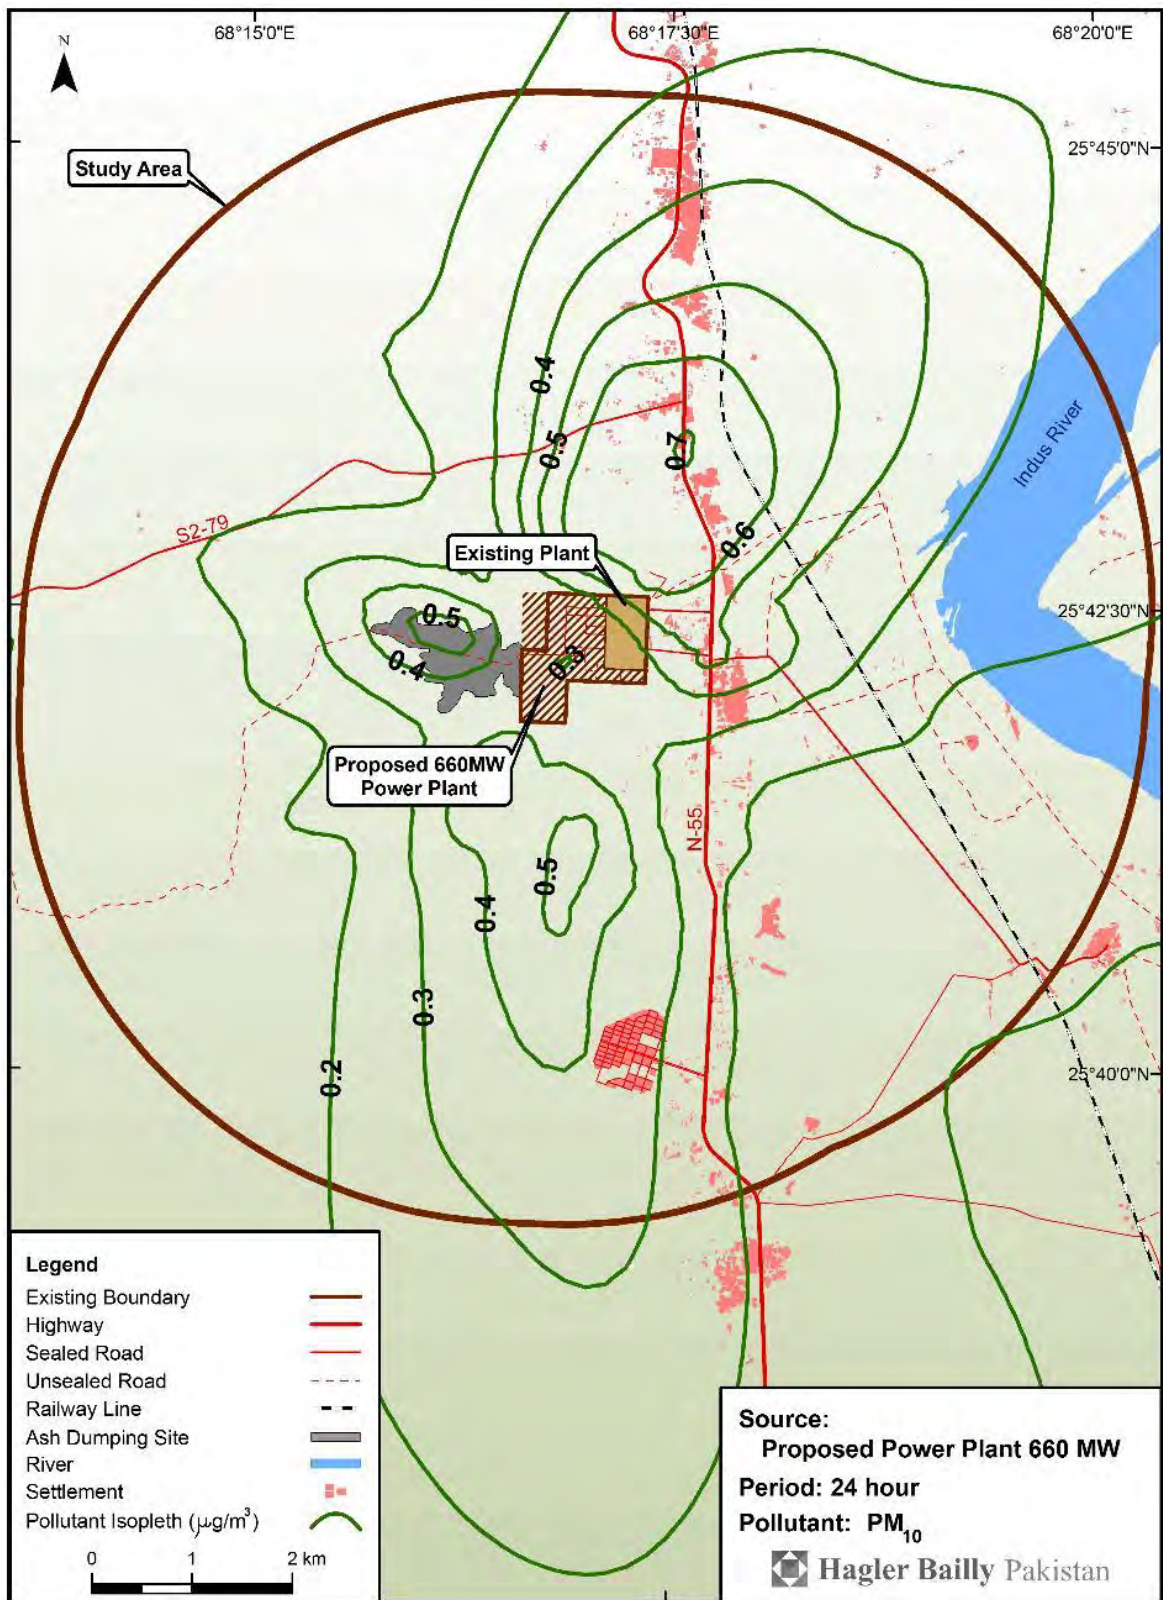 N
68°15'0"E
68°17'30"E
68°20'0"E
25°45'0"N
Study Area
0.4
0.5
0.7
Indus River
S2-79
0.6
Existing Plant
25°42'30"N
0.5
0.4
0.3
Proposed 660MW
Power Plant
N-55
0.5
0.4
0.3
0.2
25°40'0"N
Legend
Existing Boundary
Highway
Sealed Road
Unsealed Road
Railway Line
Ash Dumping Site
River
Settlement
Pollutant Isopleth (μg/m³)
0 1 2 km
Source:
Proposed Power Plant 660 MW
Period: 24 hour
Pollutant: PM₁₀
Hagler Bailly Pakistan